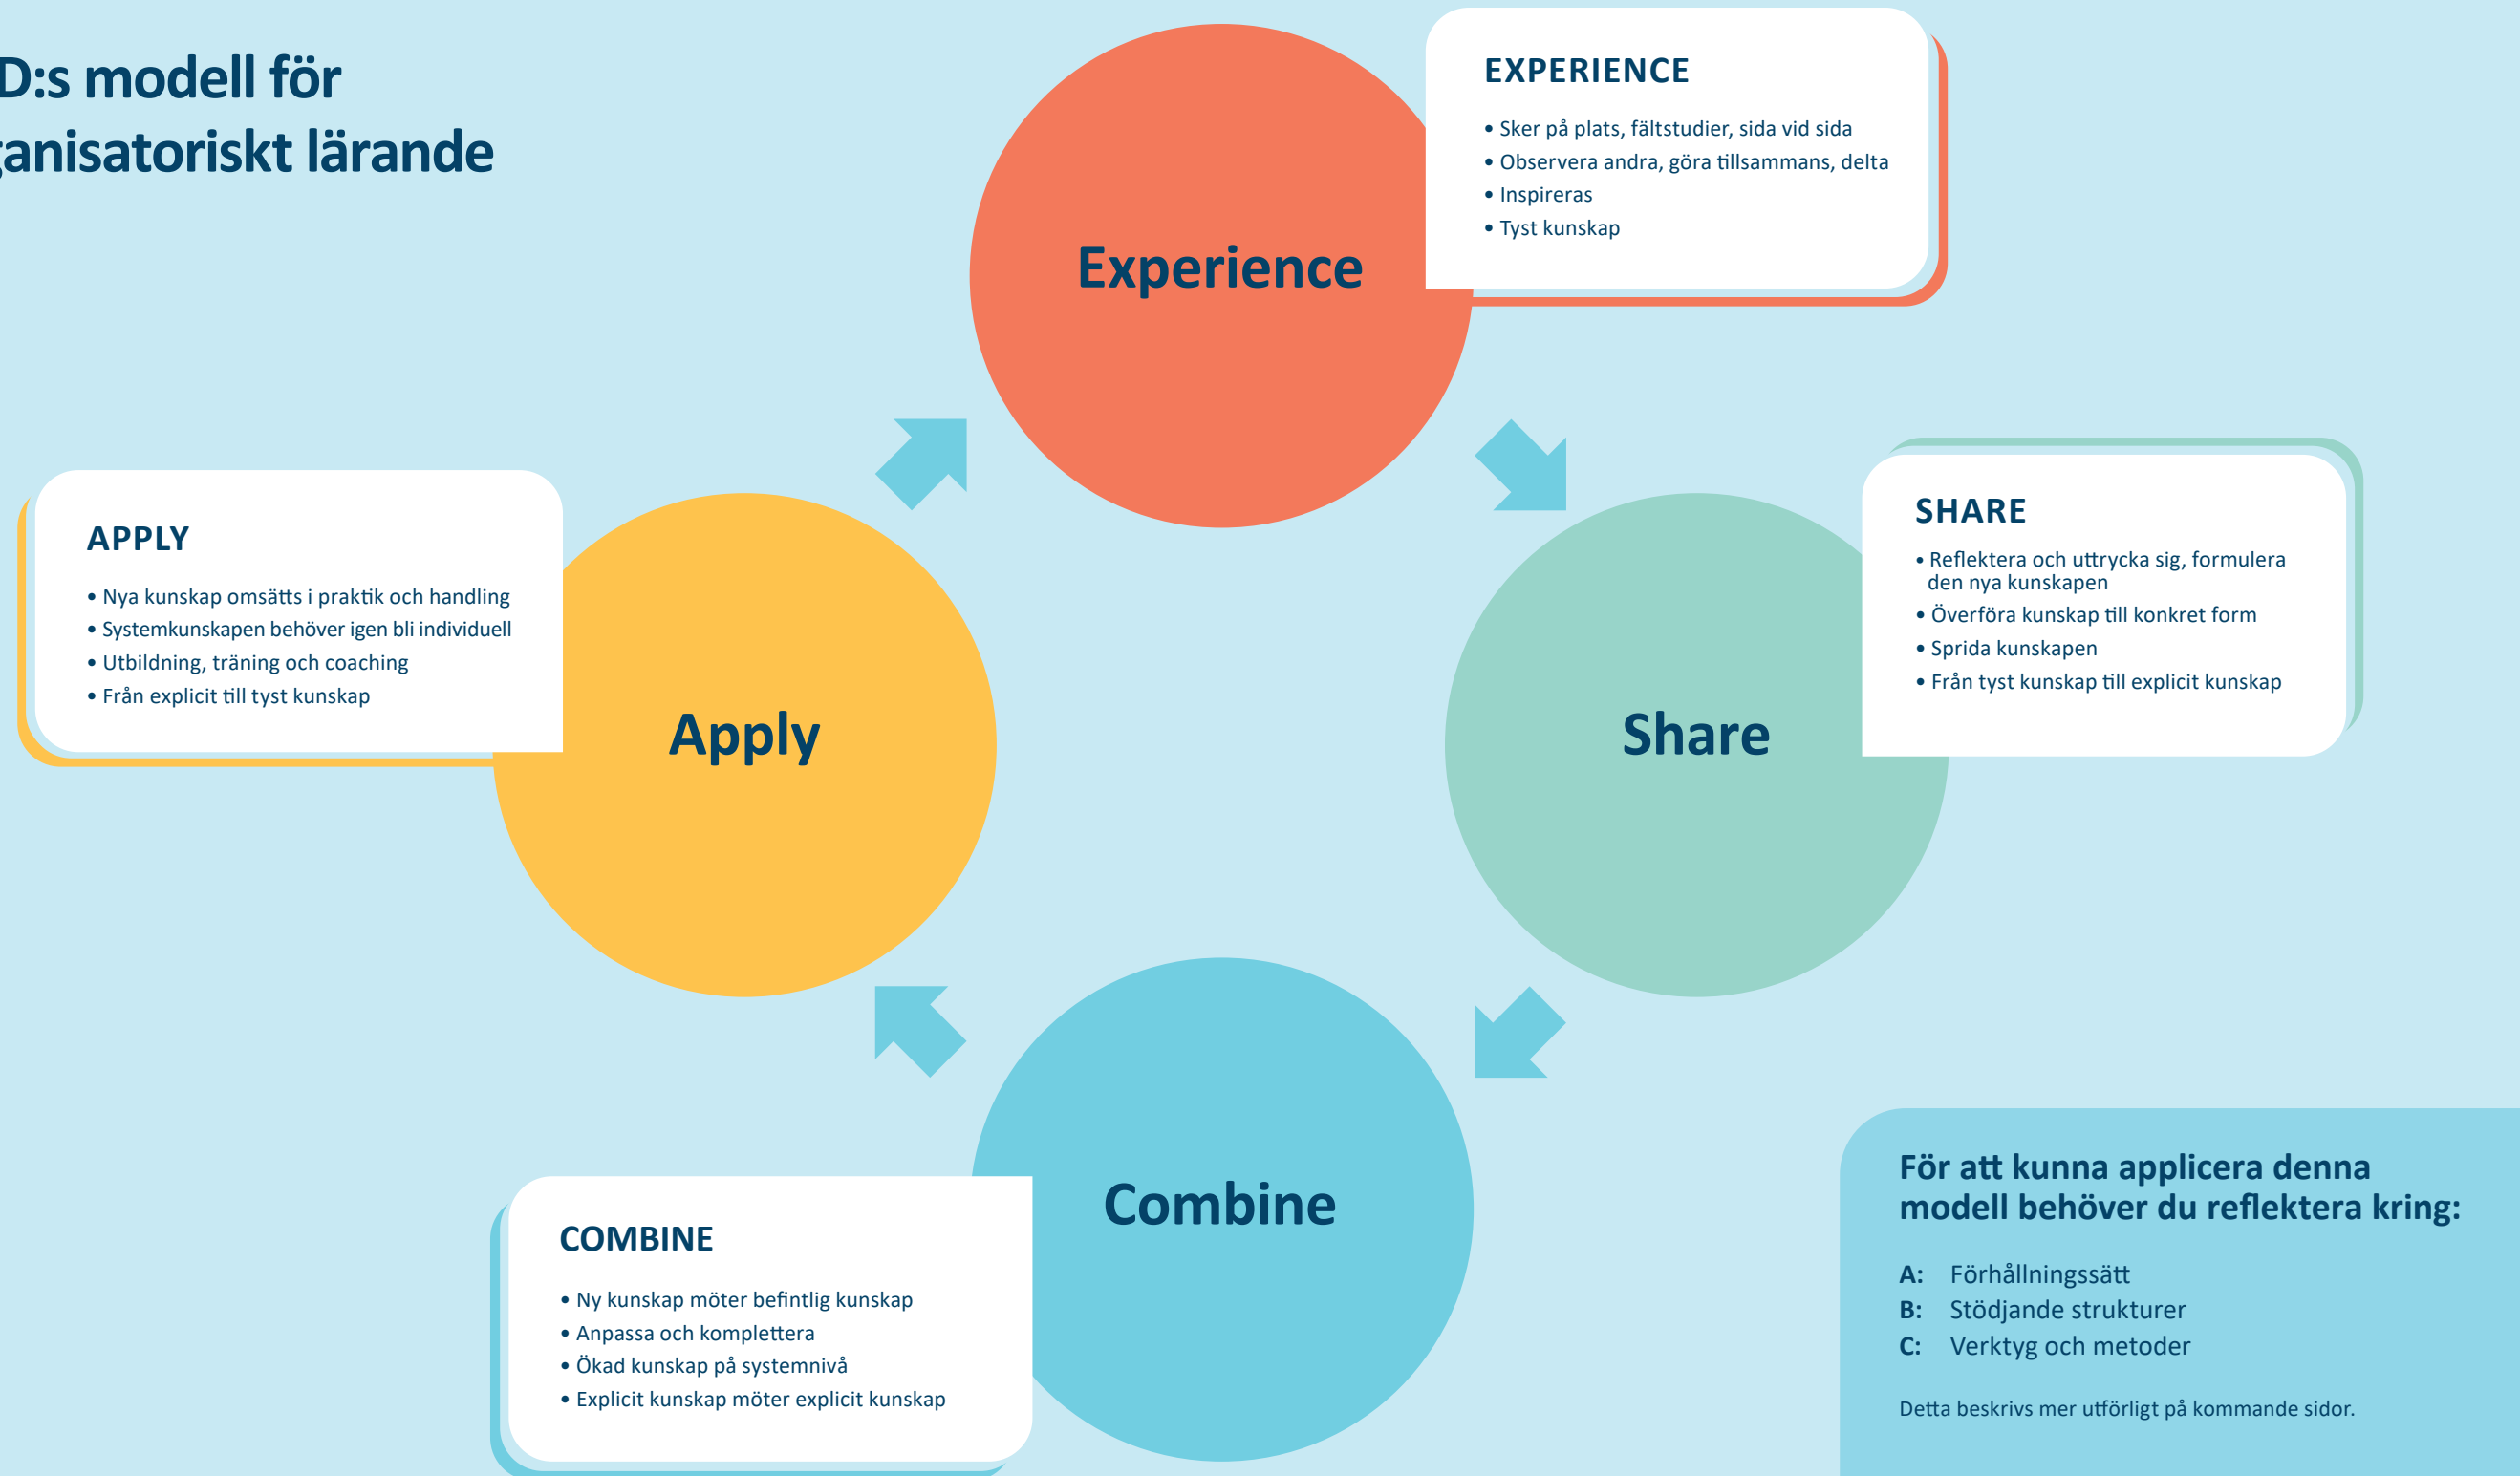 D:s modell för
ganisatoriskt lärande
Experience
EXPERIENCE
• Sker på plats, fältstudier, sida vid sida
• Observera andra, göra tillsammans, delta
• Inspireras
• Tyst kunskap
APPLY
• Nya kunskap omsätts i praktik och handling
• Systemkunskapen behöver igen bli individuell
• Utbildning, träning och coaching
• Från explicit till tyst kunskap
Apply
Share
SHARE
• Reflektera och uttrycka sig, formulera
den nya kunskapen
• Överföra kunskap till konkret form
• Sprida kunskapen
• Från tyst kunskap till explicit kunskap
Combine
COMBINE
• Ny kunskap möter befintlig kunskap
• Anpassa och komplettera
• Ökad kunskap på systemnivå
• Explicit kunskap möter explicit kunskap
För att kunna applicera denna
modell behöver du reflektera kring:
A: Förhållningssätt
B: Stödjande strukturer
C: Verktyg och metoder
Detta beskrivs mer utförligt på kommande sidor.